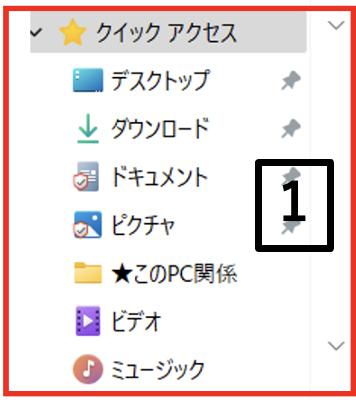 クイック アクセス
デスクトップ
ダウンロード
ドキュメント
1
ピクチャ
★このPC関係
ビデオ
ミュージック